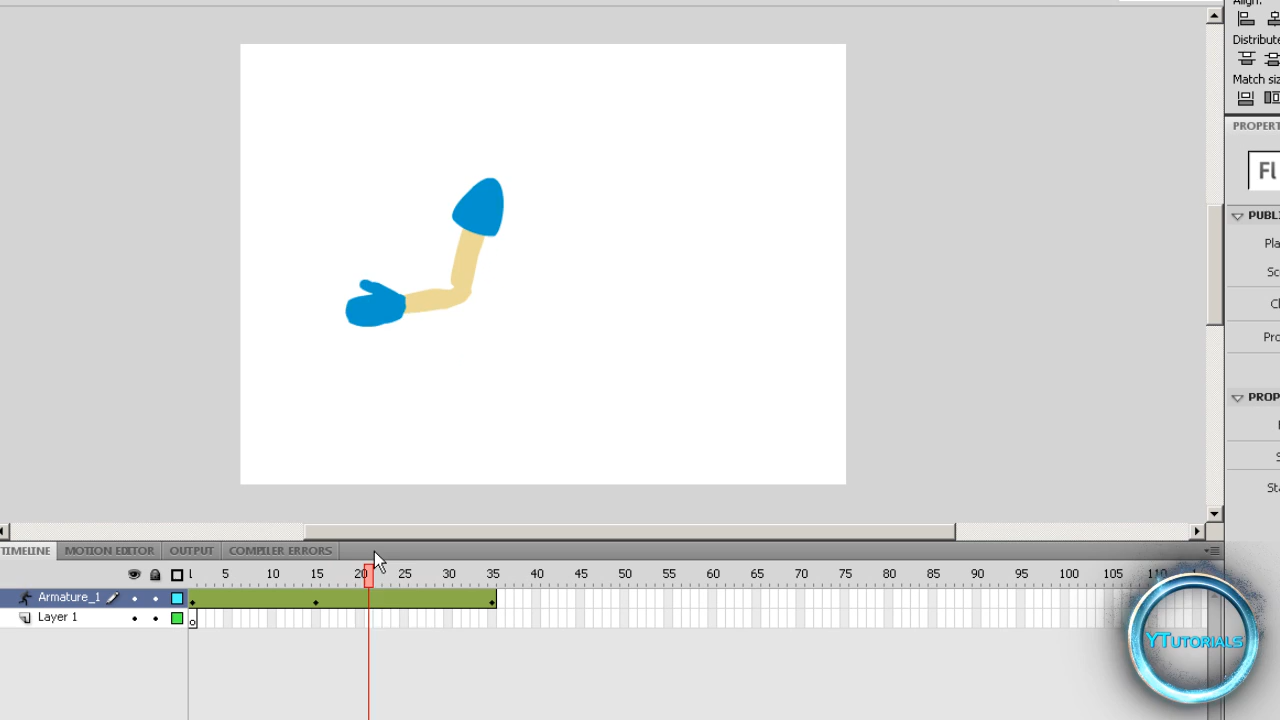 Align:
Distribute
Match siz
PROPERT
Fl
PUBLI
Pla
Sc
Cl
Pro
PROP
S
Sta
TIMELINE MOTION EDITOR OUTPUT COMPILER ERRORS
5 10 15 20 25 30 35 40 45 50 55 60 65 70 75 80 85 90 95 100 105 110
Armature_1
Layer 1
YTUTORIALS